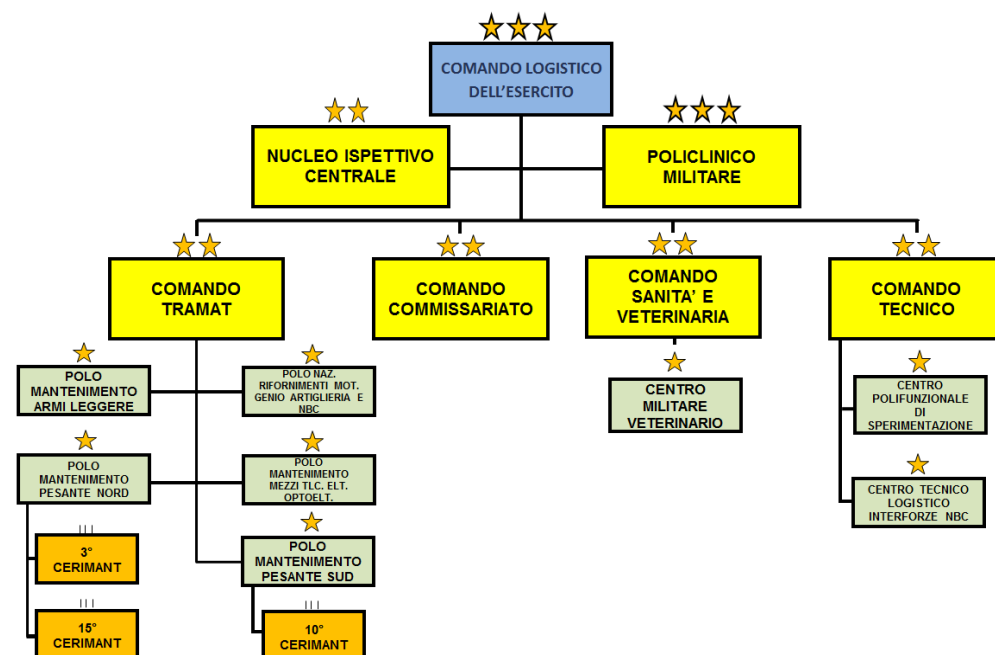 COMANDO LOGISTICO
DELL'ESERCITO
NUCLEO ISPETTIVO
CENTRALE
POLICLINICO
MILITARE
COMANDO
TRAMAT
COMANDO
COMMISSARIATO
COMANDO
SANITA' E
VETERINARIA
COMANDO
TECNICO
POLO
MANTENIMENTO
ARMI LEGGERE
POLO NAZ.
RIFORNIMENTI MOT.
GENIO ARTIGLIERIA E
NBC
CENTRO
MILITARE
VETERINARIO
CENTRO
POLIFUNZIONALE
DI
SPERIMENTAZIONE
POLO
MANTENIMENTO
PESANTE NORD
POLO
MANTENIMENTO
MEZZI TLC. ELT.
OPTOELT.
CENTRO TECNICO
LOGISTICO
INTERFORZE NBC
III
3°
CERIMANT
POLO
MANTENIMENTO
PESANTE SUD
III
15°
CERIMANT
III
10°
CERIMANT